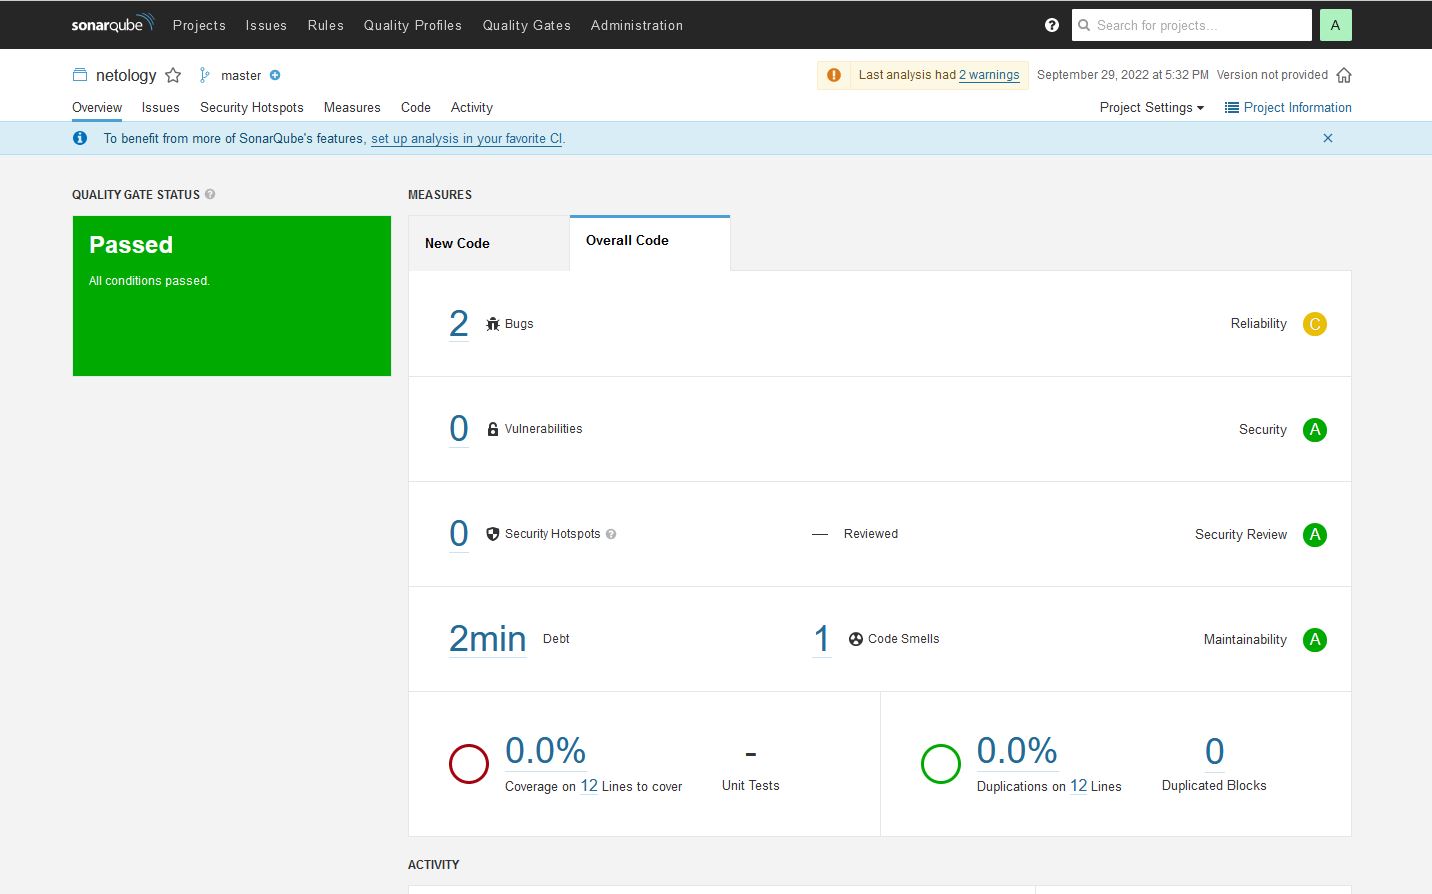 sonarqube Projects Issues Rules Quality Profiles Quality Gates Administration ? Search for projects... A
netology master Last analysis had 2 warnings September 29, 2022 at 5:32 PM Version not provided
Overview Issues Security Hotspots Measures Code Activity Project Settings Project Information
To benefit from more of SonarQube's features, set up analysis in your favorite CI.
QUALITY GATE STATUS ? MEASURES
Passed
All conditions passed.
New Code Overall Code
2 Bugs Reliability C
0 Vulnerabilities Security A
0 Security Hotspots ? — Reviewed Security Review A
2min Debt 1 Code Smells Maintainability A
0.0% - 0.0% 0
Coverage on 12 Lines to cover Unit Tests Duplications on 12 Lines Duplicated Blocks
ACTIVITY